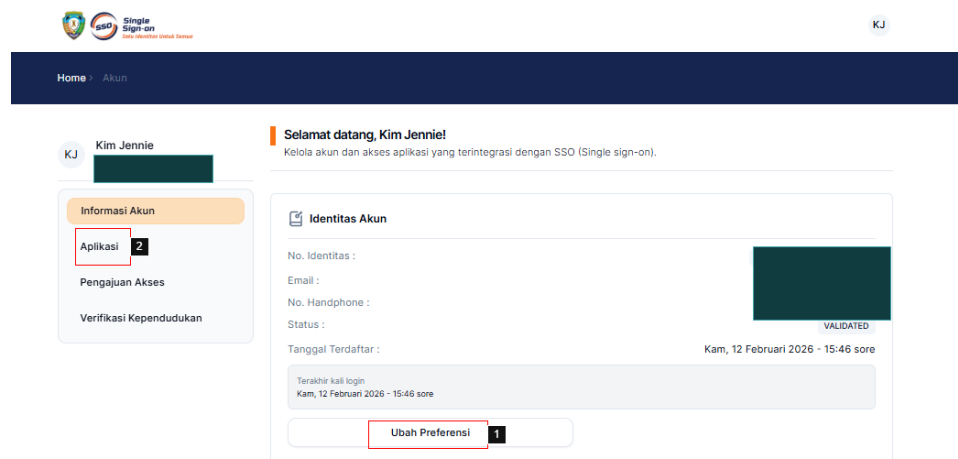 SSO
Single
Sign-on
Satu Identitas Untuk Semua
KJ
Home > Akun
KJ
Kim Jennie
Selamat datang, Kim Jennie!
Kelola akun dan akses aplikasi yang terintegrasi dengan SSO (Single sign-on).
Informasi Akun
Aplikasi 2
Pengajuan Akses
Verifikasi Kependudukan
Identitas Akun
No. Identitas :
Email :
No. Handphone :
Status : VALIDATED
Tanggal Terdaftar : Kam, 12 Februari 2026 - 15:46 sore
Terakhir kali login
Kam, 12 Februari 2026 - 15:46 sore
Ubah Preferensi 1